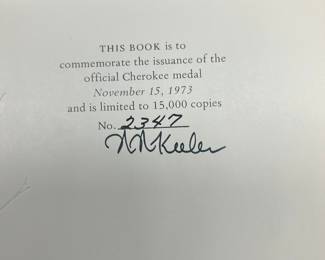 THIS BOOK is to
commemorate the issuance of the
official Cherokee medal
November 15, 1973
and is limited to 15,000 copies
No. 2347
W W Keeler